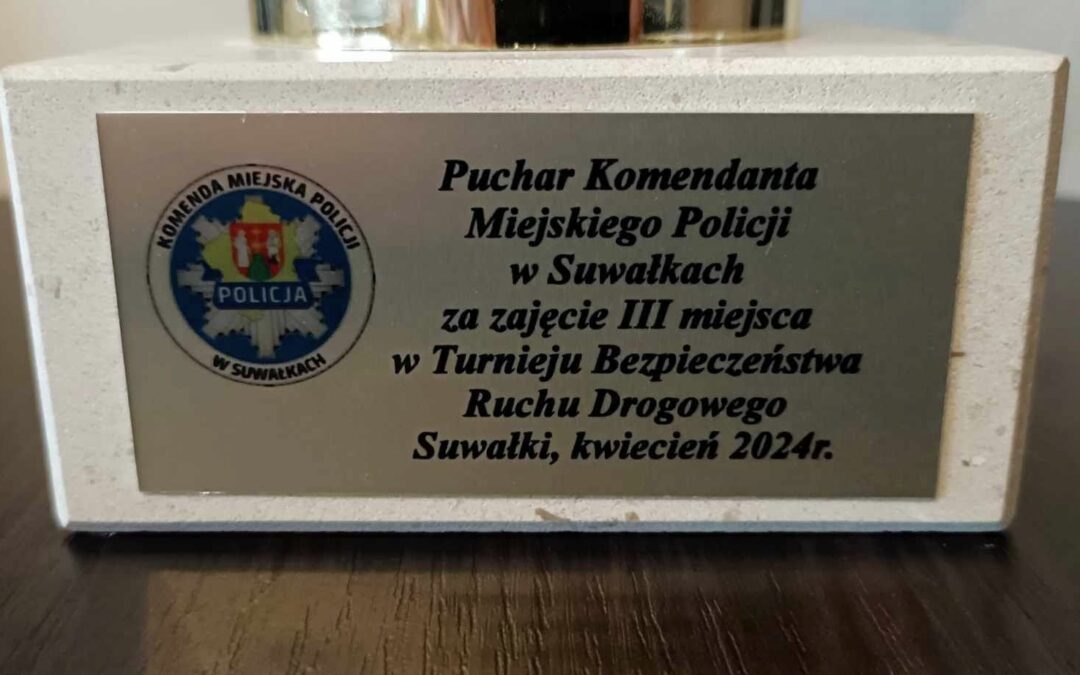 KOMENDA MIEJSKA POLICJI
POLICJA
W SUWAŁKACH
Puchar Komendanta
Miejskiego Policji
w Suwałkach
za zajęcie III miejsca
w Turnieju Bezpieczeństwa
Ruchu Drogowego
Suwałki, kwiecień 2024r.